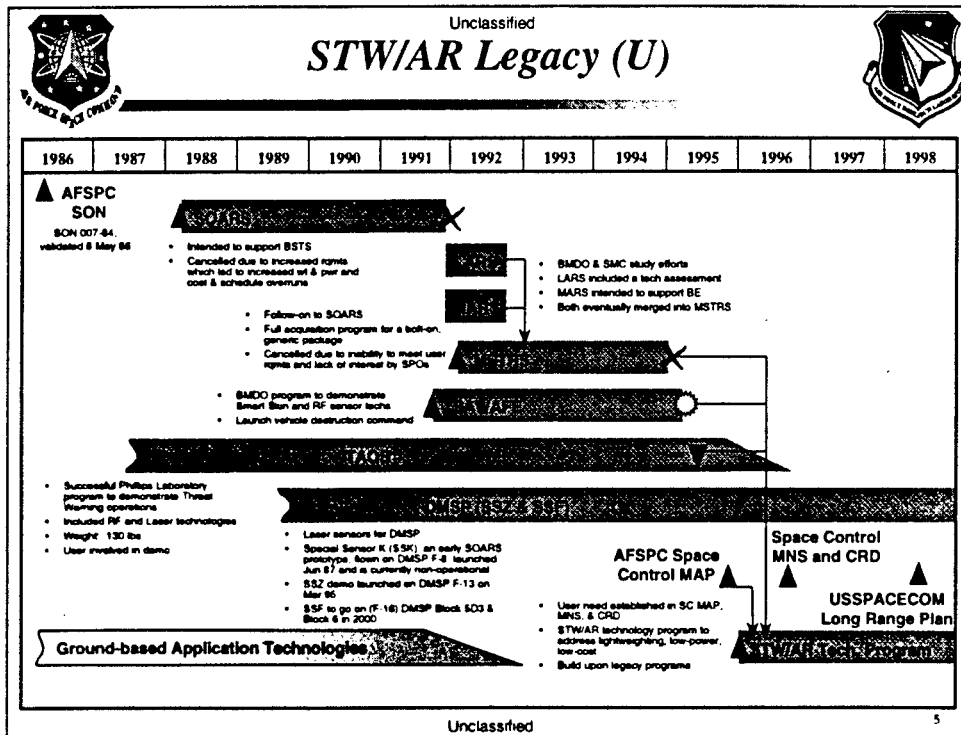 Unclassified
STW/AR Legacy (U)
1986 1987 1988 1989 1990 1991 1992 1993 1994 1995 1996 1997 1998
AFSPC
SON
SON 007-84,
validated 6 May 86
SOARS
• Intended to support BSTS
• Cancelled due to increased rqmts
which led to increased wt & pwr and
cost & schedule overruns
• BMDO & SMC study efforts
• LARS included a tech assessment
• MARS intended to support BE
• Both eventually merged into MSTRS
• Follow-on to SOARS
• Full acquisition program for a bolt-on,
generic package
• Cancelled due to inability to meet user
rqmts and lack of interest by SPOs
• BMDO program to demonstrate
Smart Skin and RF sensor techs
• Launch vehicle destruction command
• Successful Phillips Laboratory
program to demonstrate Threat
Warning operations
• Included RF and Laser technologies
• Weight: 130 lbs
• User involved in demo
DMSP (SSZ & SSF)
• Laser sensors for DMSP
• Special Sensor K (SSK) an early SOARS
prototype, flown on DMSP F-8 launched
Jun 87 and is currently non-operational
• SSZ demo launched on DMSP F-13 on
Mar 95
• SSF to go on (F-16) DMSP Block 5D3 &
Block 6 in 2000
AFSPC Space
Control MAP
Space Control
MNS and CRD
USSPACECOM
Long Range Plan
• User need established in SC MAP,
MNS, & CRD
• STW/AR technology program to
address lightweighting, low-power,
low-cost
• Build upon legacy programs
Ground-based Application Technologies
STW/AR Tech. Program
Unclassified
5